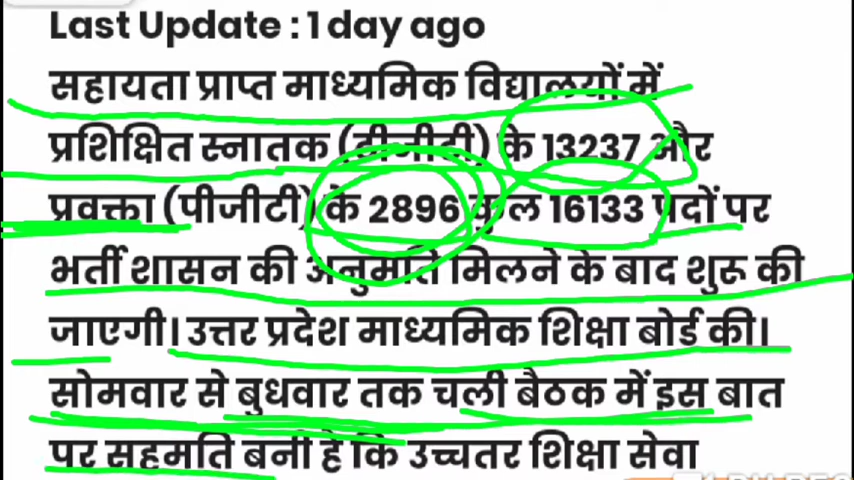 Last Update : 1 day ago
सहायता प्राप्त माध्यमिक विद्यालयों में
प्रशिक्षित स्नातक (टीजीटी) के 13237 और
प्रवक्ता (पीजीटी) के 2896 कुल 16133 पदों पर
भर्ती शासन की अनुमति मिलने के बाद शुरू की
जाएगी। उत्तर प्रदेश माध्यमिक शिक्षा बोर्ड की।
सोमवार से बुधवार तक चली बैठक में इस बात
पर सहमति बनी है कि उच्चतर शिक्षा सेवा